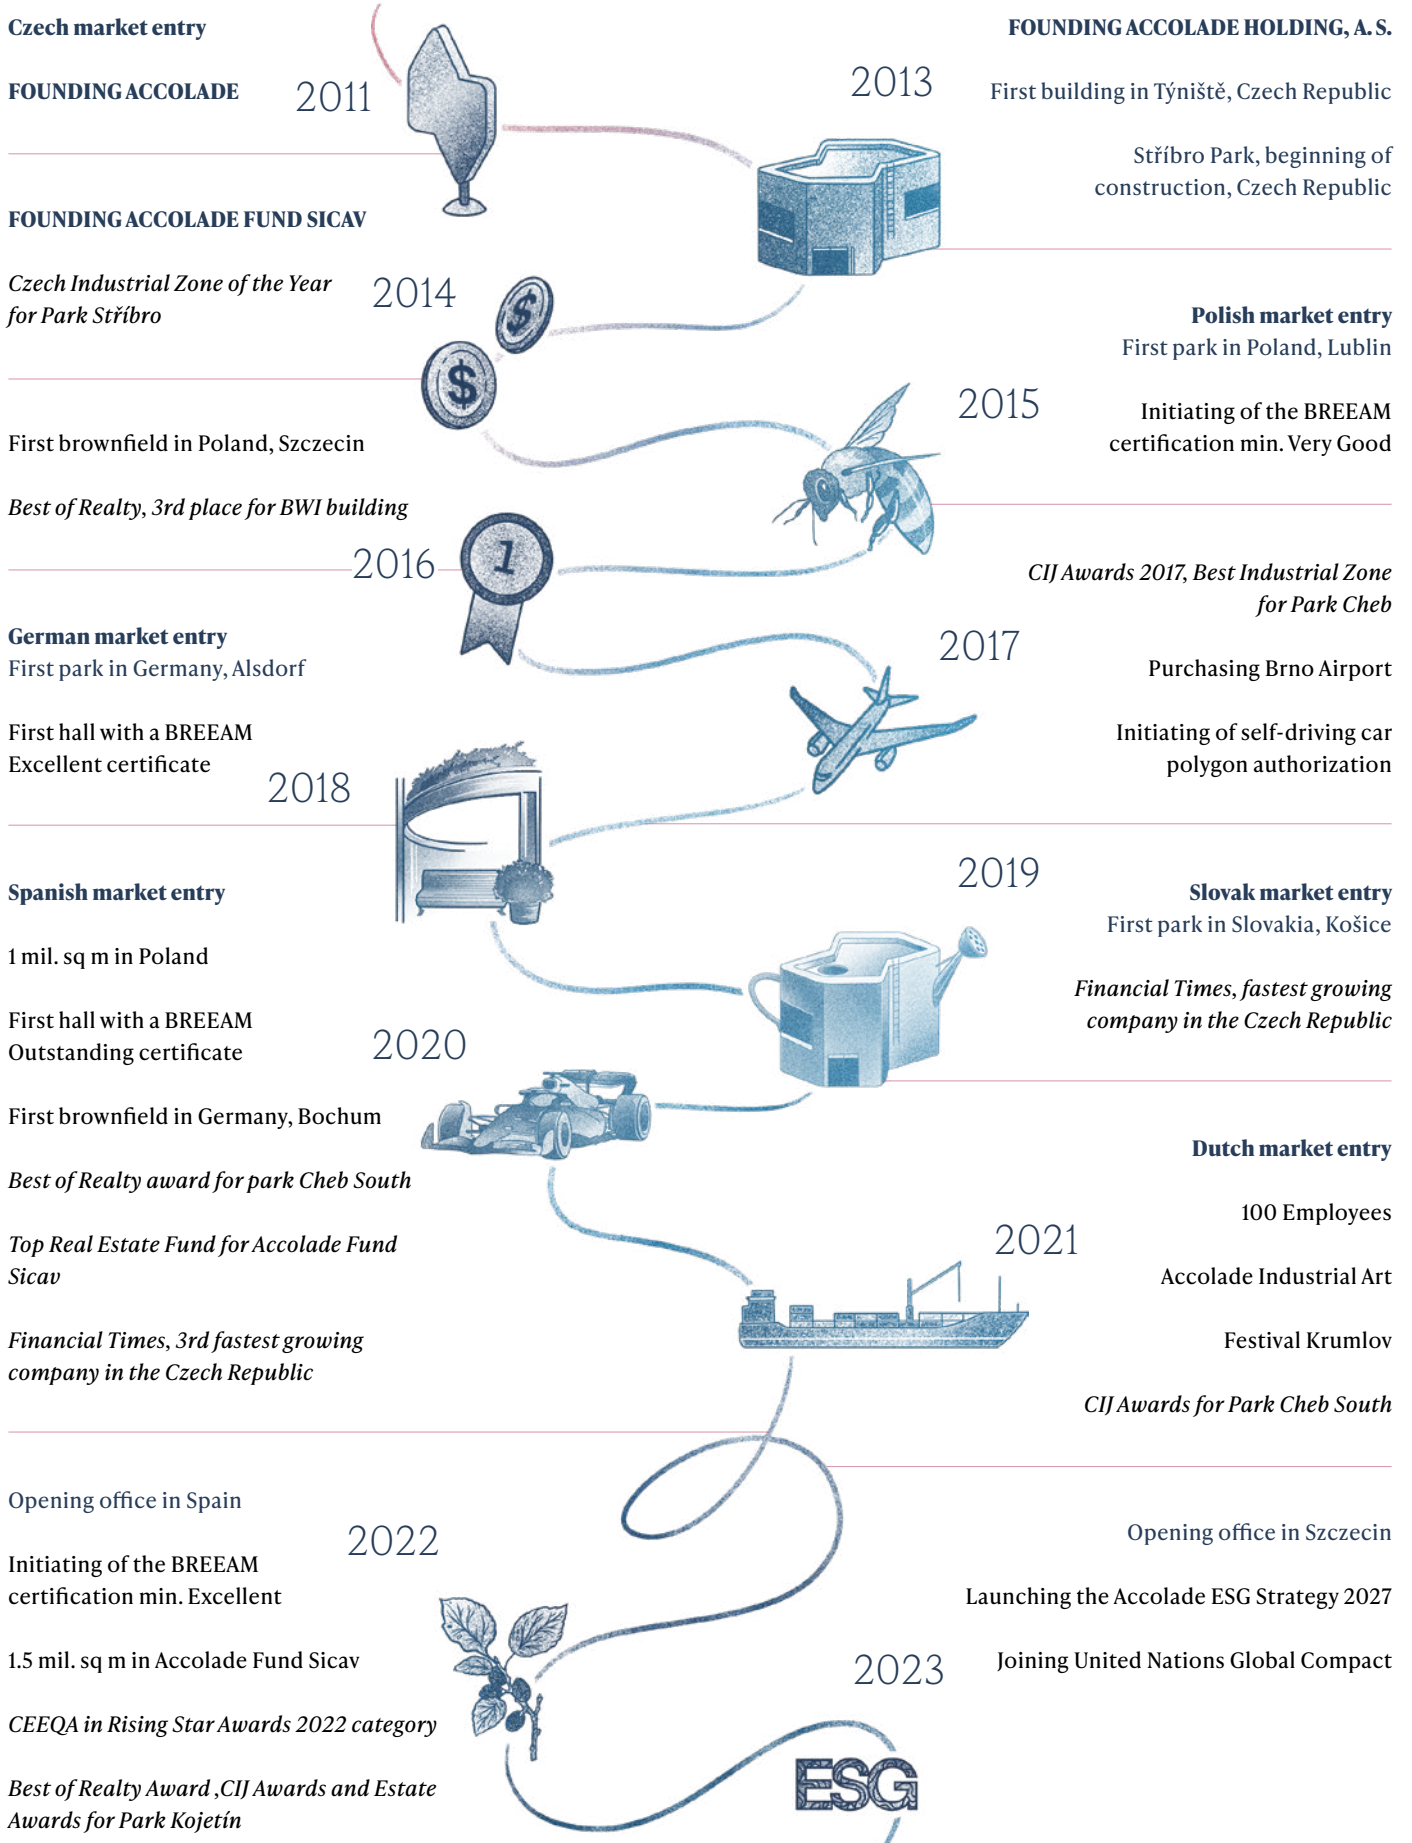 Czech market entry
FOUNDING ACCOLADE
2011
FOUNDING ACCOLADE HOLDING, A. S.
2013
First building in Týniště, Czech Republic
Stříbro Park, beginning of
construction, Czech Republic
FOUNDING ACCOLADE FUND SICAV
Czech Industrial Zone of the Year
for Park Stříbro
2014
$
$
Polish market entry
First park in Poland, Lublin
2015
Initiating of the BREEAM
certification min. Very Good
First brownfield in Poland, Szczecin
Best of Realty, 3rd place for BWI building
2016
1
CIJ Awards 2017, Best Industrial Zone
for Park Cheb
2017
Purchasing Brno Airport
Initiating of self-driving car
polygon authorization
German market entry
First park in Germany, Alsdorf
First hall with a BREEAM
Excellent certificate
2018
2019
Slovak market entry
First park in Slovakia, Košice
Financial Times, fastest growing
company in the Czech Republic
Spanish market entry
1 mil. sq m in Poland
First hall with a BREEAM
Outstanding certificate
2020
First brownfield in Germany, Bochum
Best of Realty award for park Cheb South
Top Real Estate Fund for Accolade Fund
Sicav
Financial Times, 3rd fastest growing
company in the Czech Republic
Dutch market entry
100 Employees
2021
Accolade Industrial Art
Festival Krumlov
CIJ Awards for Park Cheb South
Opening office in Spain
2022
Initiating of the BREEAM
certification min. Excellent
1.5 mil. sq m in Accolade Fund Sicav
CEEQA in Rising Star Awards 2022 category
Best of Realty Award ,CIJ Awards and Estate
Awards for Park Kojetín
Opening office in Szczecin
Launching the Accolade ESG Strategy 2027
2023
Joining United Nations Global Compact
ESG